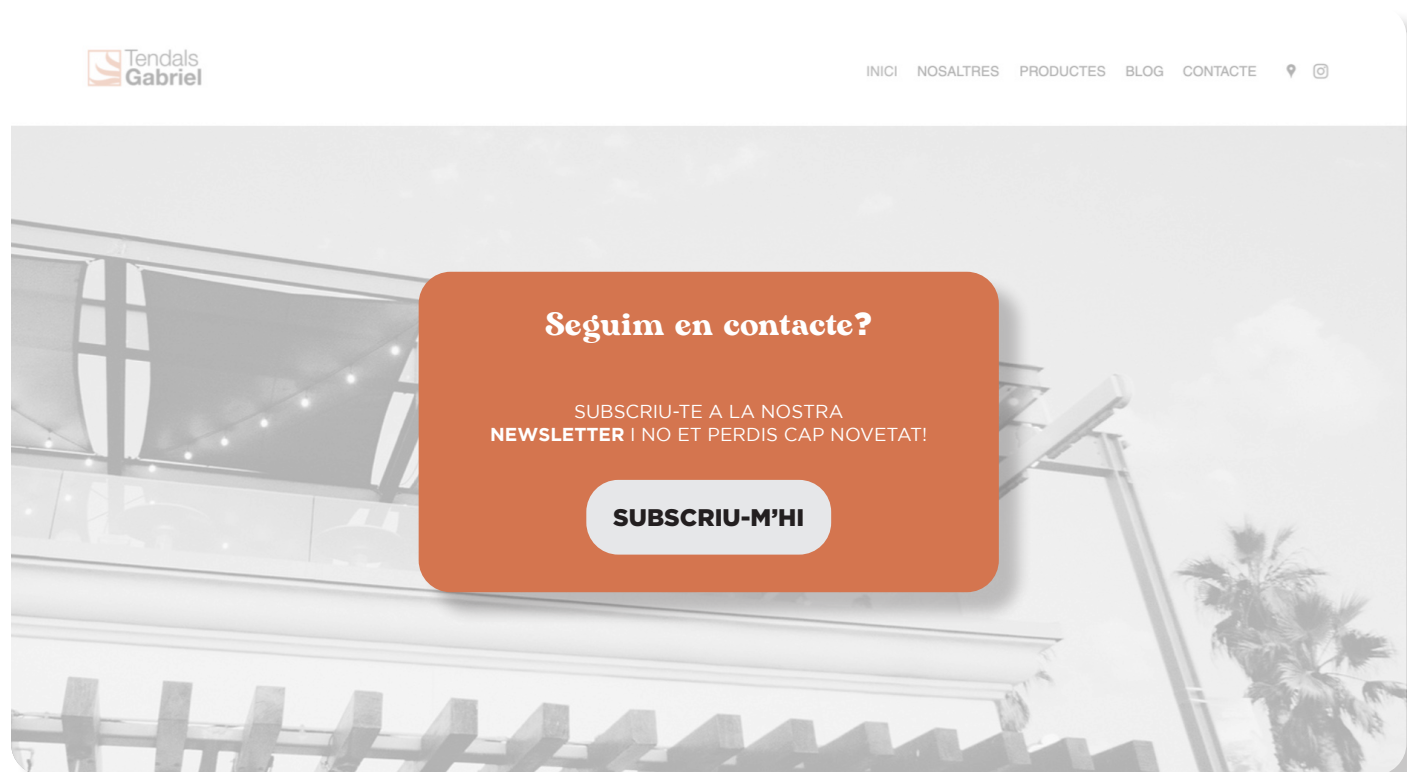 Tendals
Gabriel
INICI NOSALTRES PRODUCTES BLOG CONTACTE
Seguim en contacte?
SUBSCRIU-TE A LA NOSTRA
NEWSLETTER I NO ET PERDIS CAP NOVETAT!
SUBSCRIU-M’HI